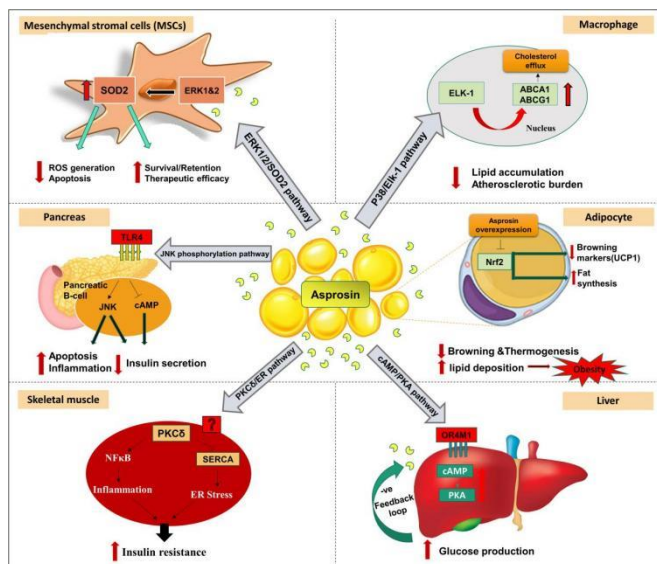 Mesenchymal stromal cells (MSCs)
SOD2
ERK1&2
ROS generation
Apoptosis
Survival/Retention
Therapeutic efficacy
ERK1/2/SOD2 pathway
Macrophage
Cholesterol
efflux
ELK-1
ABCA1
ABCG1
Nucleus
P38/Elk-1 pathway
Lipid accumulation
Atherosclerotic burden
Pancreas
TLR4
JNK phosphorylation pathway
Pancreatic
B-cell
JNK
cAMP
Apoptosis
Inflammation
Insulin secretion
Asprosin
Adipocyte
Asprosin
overexpression
Nrf2
Browning
markers(UCP1)
Fat
synthesis
Browning &Thermogenesis
lipid deposition
Obesity
Skeletal muscle
PKCδ/ER pathway
PKCδ
?
NFκB
SERCA
Inflammation
ER Stress
Insulin resistance
Liver
cAMP/PKA pathway
OR4M1
cAMP
PKA
-ve
Feedback
loop
Glucose production